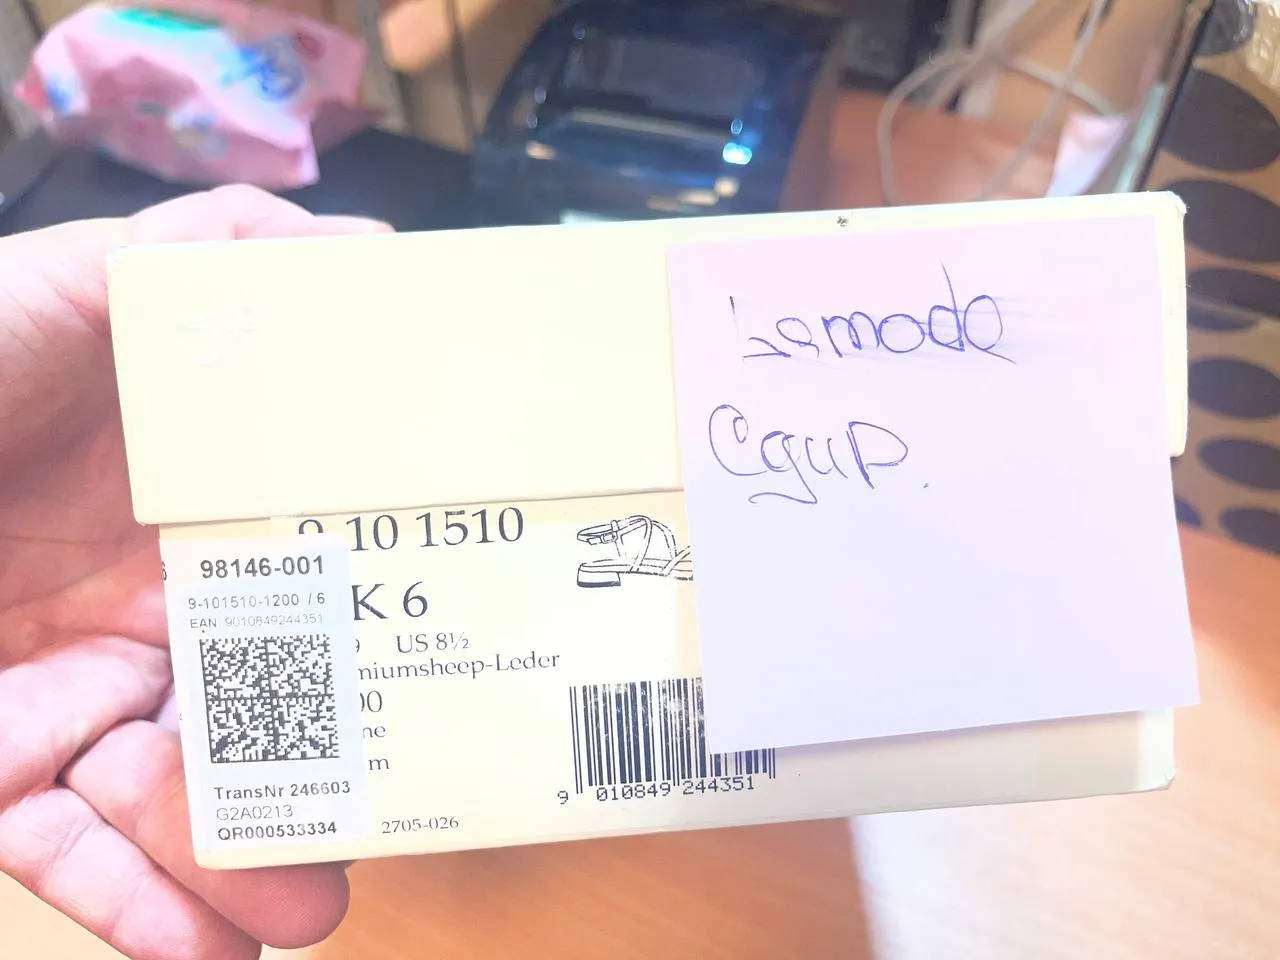 Lamoda
Сдир.
9 10 1510
98146-001
9-101510-1200 / 6
EAN 9010849244351
K 6
US 8½
miumsheep-Leder
00
ne
m
TransNr 246603
G2A0213
QR000533334
2705-026
9 010849 244351